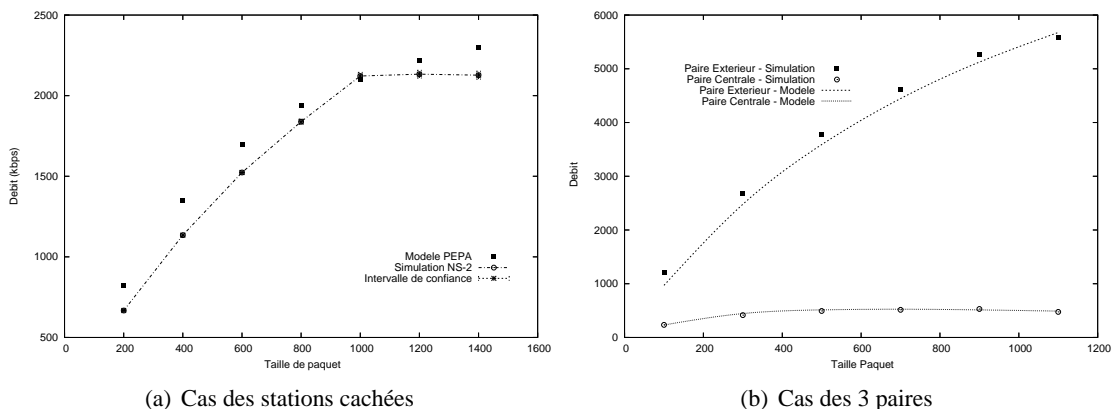 2500
2000
1500
1000
500
0
200
400
600
800
1000
1200
1400
1600
Debit (kbps)
Taille de paquet
Modele PEPA
Simulation NS-2
Intervalle de confiance
(a) Cas des stations cachées
6000
5000
4000
3000
2000
1000
0
0
200
400
600
800
1000
1200
Debit
Taille Paquet
Paire Exterieur - Simulation
Paire Centrale - Simulation
Paire Exterieur - Modele
Paire Centrale - Modele
(b) Cas des 3 paires